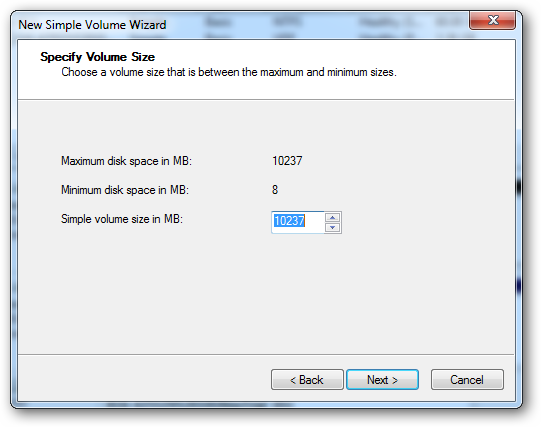 New Simple Volume Wizard
Specify Volume Size
Choose a volume size that is between the maximum and minimum sizes.
Maximum disk space in MB: 10237
Minimum disk space in MB: 8
Simple volume size in MB: 10237
< Back Next > Cancel